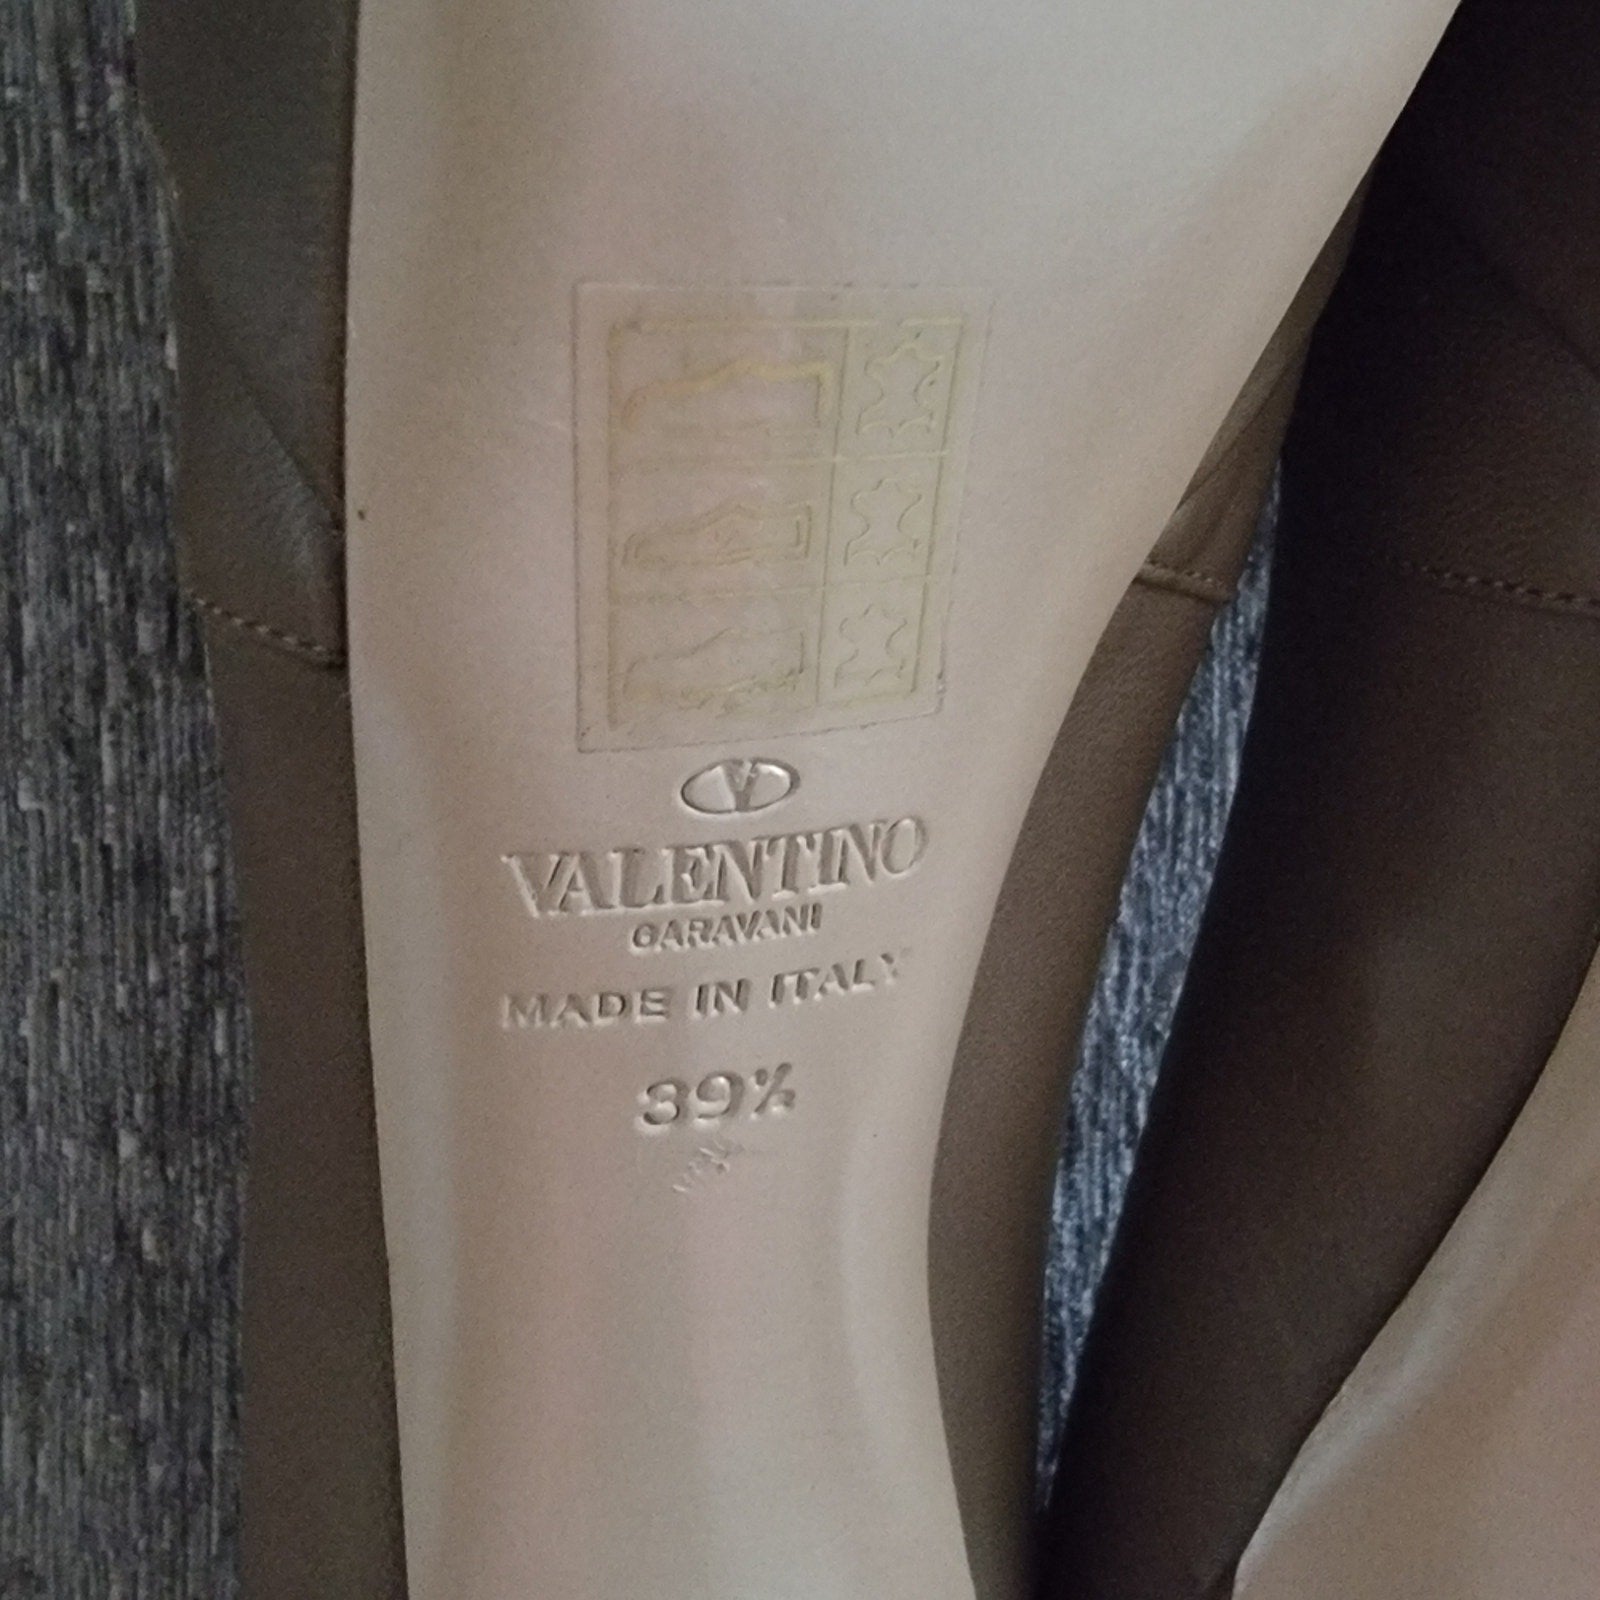 V
VALENTINO
GARAVANI
MADE IN ITALY
39½